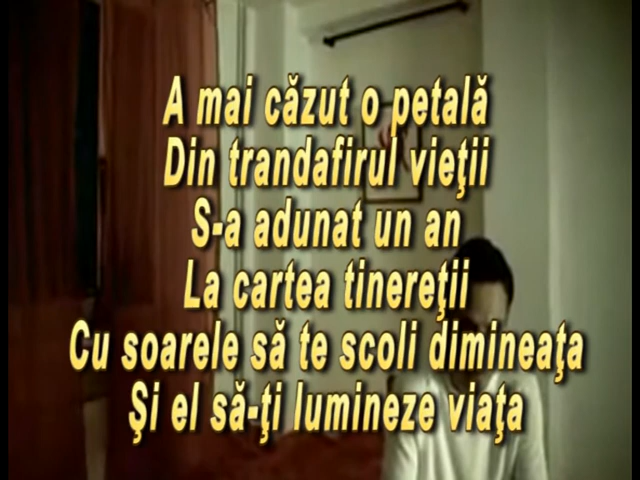 A mai căzut o petală
Din trandafirul vieţii
S-a adunat un an
La cartea tinereţii
Cu soarele să te scoli dimineaţa
Şi el să-ţi lumineze viaţa